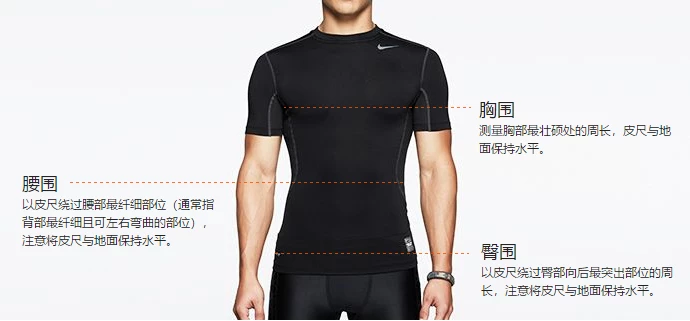 胸围
测量胸部最壮硕处的周长，皮尺与地
面保持水平。
腰围
以皮尺绕过腰部最纤细部位（通常指
背部最纤细且可左右弯曲的部位），
注意将皮尺与地面保持水平。
臀围
以皮尺绕过臀部向后最突出部位的周
长，注意将皮尺与地面保持水平。